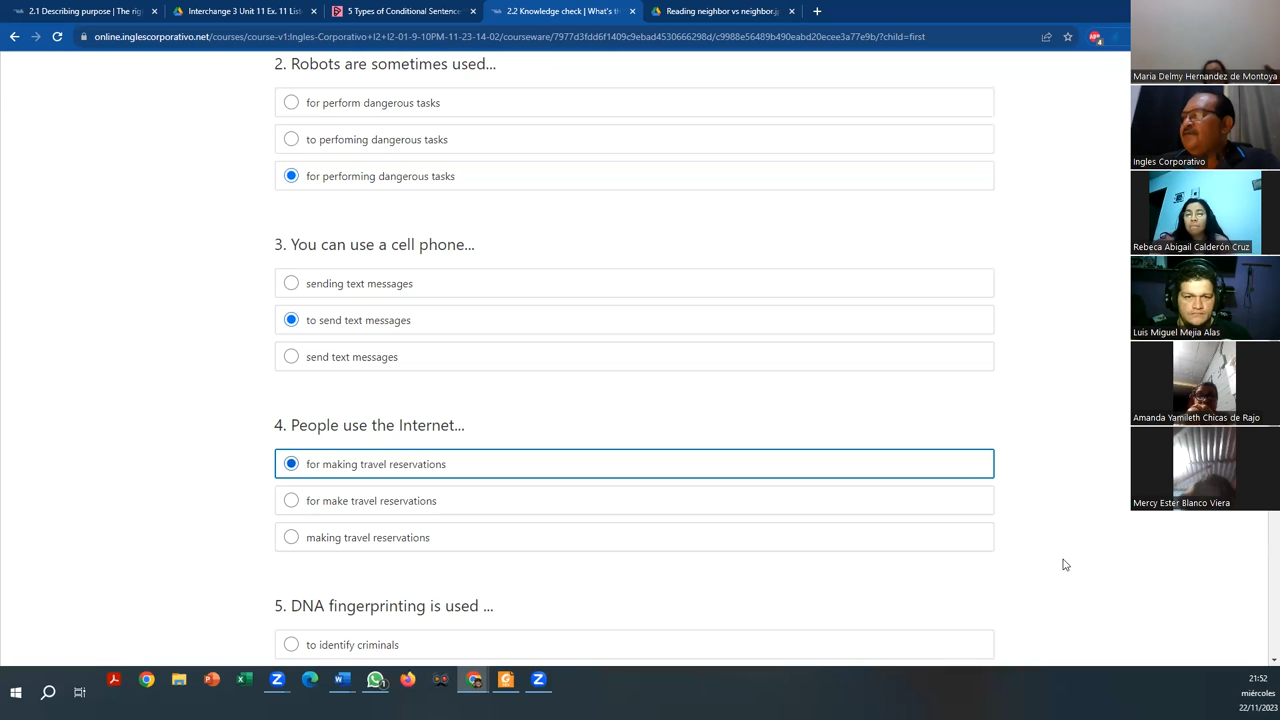 2.1 Describing purpose | The rig
Interchange 3 Unit 11 Ex. 11 List
5 Types of Conditional Sentence
2.2 Knowledge check | What's th
Reading neighbor vs neighbor.j
online.inglescorporativo.net/courses/course-v1:Ingles-Corporativo+I2+I2-01-9-10PM-11-23-14-02/courseware/7977d3fdd6f1409c9ebad4530666298d/c9988e56489b490eabd20ecee3a77e9b/?child=first
2. Robots are sometimes used...
for perform dangerous tasks
to perfoming dangerous tasks
for performing dangerous tasks
3. You can use a cell phone...
sending text messages
to send text messages
send text messages
4. People use the Internet...
for making travel reservations
for make travel reservations
making travel reservations
5. DNA fingerprinting is used ...
to identify criminals
Maria Delmy Hernandez de Montoya
Ingles Corporativo
Rebeca Abigail Calderón Cruz
Luis Miguel Mejia Alas
Amanda Yamileth Chicas de Rajo
Mercy Ester Blanco Viera
21:52
miércoles
22/11/2023